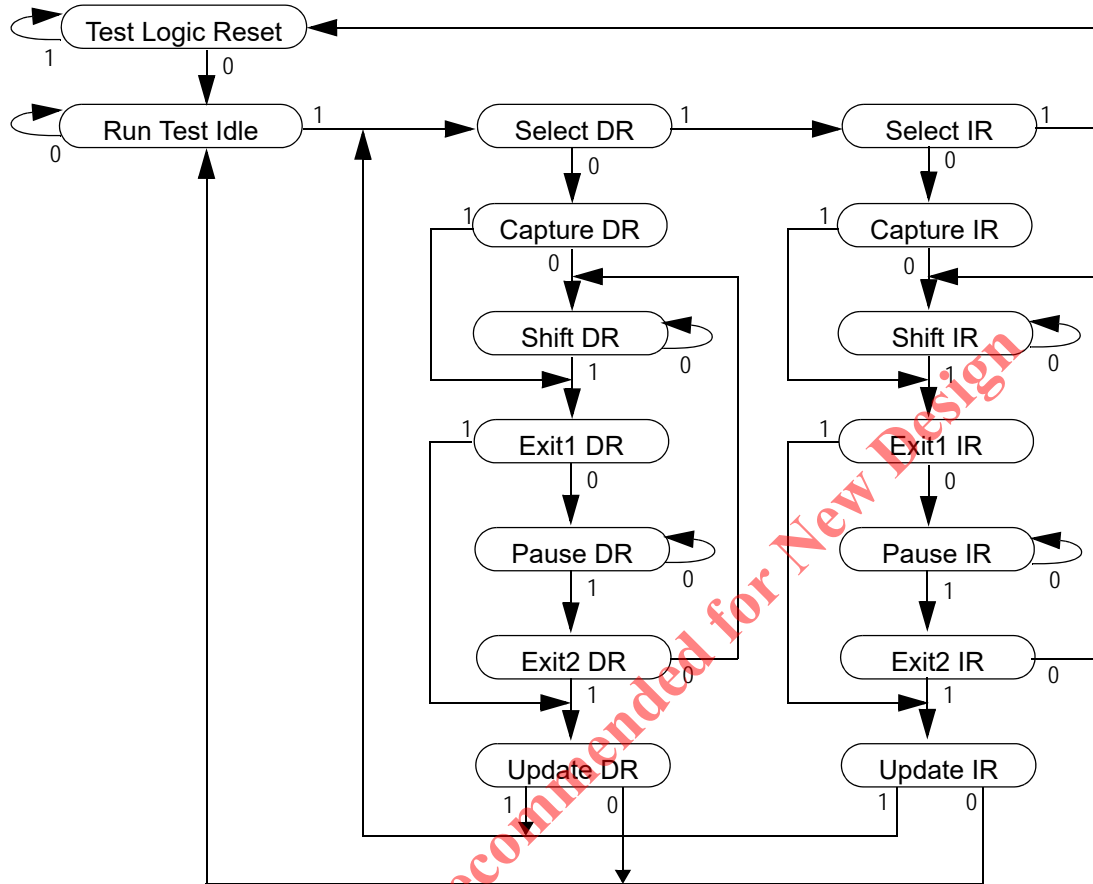 Test Logic Reset
1
0
Run Test Idle
1
0
Select DR
1
0
Select IR
1
0
1
Capture DR
0
1
Capture IR
0
Shift DR
0
1
Shift IR
0
1
1
Exit1 DR
0
1
Exit1 IR
0
Pause DR
0
1
Pause IR
0
1
Exit2 DR
0
1
Exit2 IR
0
1
Update DR
1
0
Update IR
1
0
ecommended for New Design